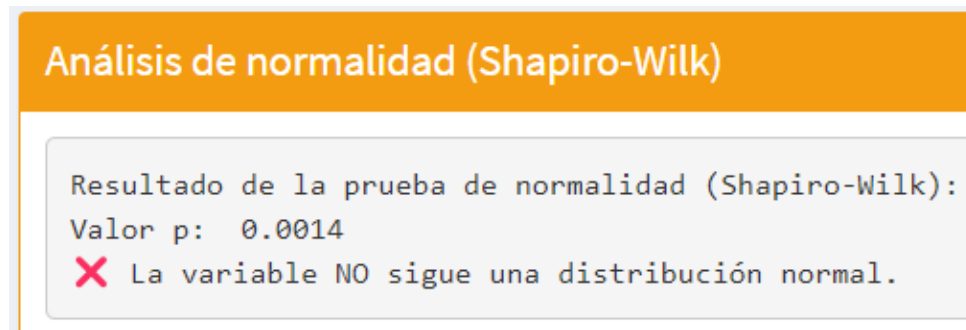 Análisis de normalidad (Shapiro-Wilk)
Resultado de la prueba de normalidad (Shapiro-Wilk):
Valor p:  0.0014
❌ La variable NO sigue una distribución normal.